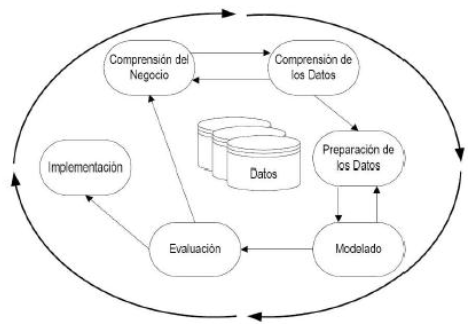 Comprensión del
Negocio
Comprensión de
los Datos
Preparación de
los Datos
Datos
Implementación
Evaluación
Modelado